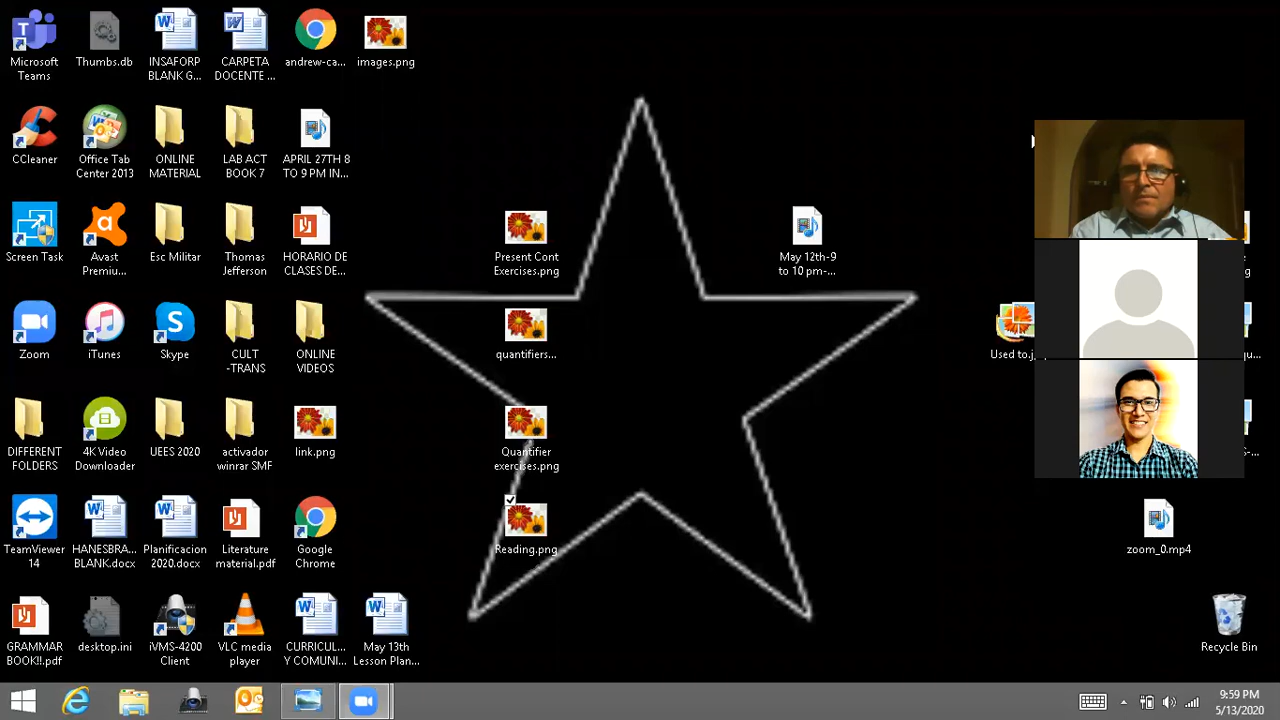 Microsoft
Teams
Thumbs.db
INSAFORP
BLANK G...
CARPETA
DOCENTE ...
andrew-ca...
images.png
CCleaner
Office Tab
Center 2013
ONLINE
MATERIAL
LAB ACT
BOOK 7
APRIL 27TH 8
TO 9 PM IN...
Screen Task
Avast
Premiu...
Esc Militar
Thomas
Jefferson
HORARIO DE
CLASES DE...
Present Cont
Exercises.png
May 12th-9
to 10 pm-...
Zoom
iTunes
Skype
CULT
-TRANS
ONLINE
VIDEOS
quantifiers...
DIFFERENT
FOLDERS
4K Video
Downloader
UEES 2020
activador
winrar SMF
link.png
Quantifier
exercises.png
TeamViewer
14
HANESBRA...
BLANK.docx
Planificacion
2020.docx
Literature
material.pdf
Google
Chrome
Reading.png
zoom_0.mp4
GRAMMAR
BOOK!!.pdf
desktop.ini
iVMS-4200
Client
VLC media
player
CURRICUL...
Y COMUNI...
May 13th
Lesson Plan...
Recycle Bin
9:59 PM
5/13/2020